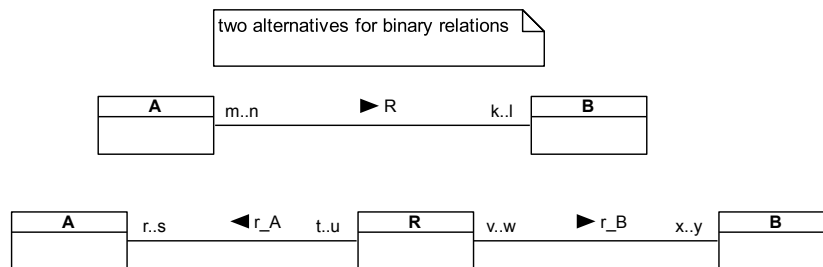 two alternatives for binary relations
A
m..n
R
k..l
B
A
r..s
r_A
t..u
R
v..w
r_B
x..y
B